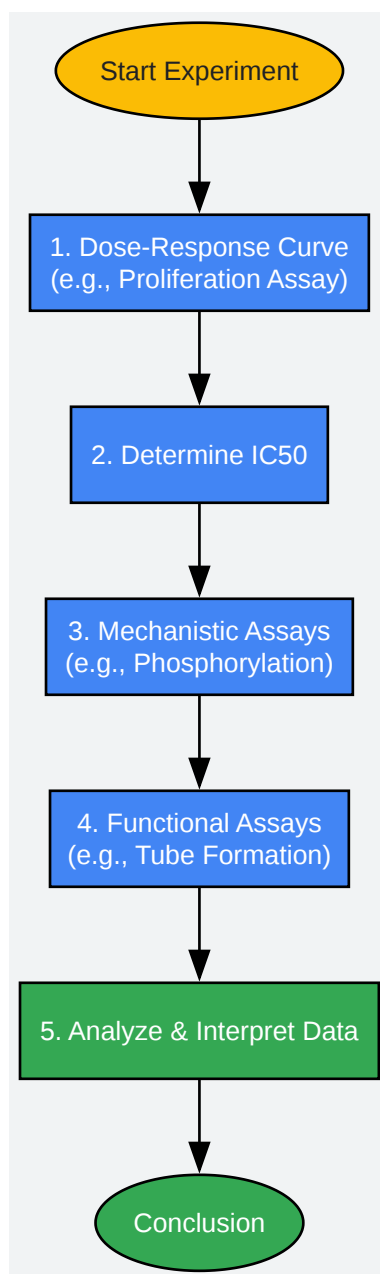 Start Experiment
1. Dose-Response Curve
(e.g., Proliferation Assay)
2. Determine IC50
3. Mechanistic Assays
(e.g., Phosphorylation)
4. Functional Assays
(e.g., Tube Formation)
5. Analyze & Interpret Data
Conclusion